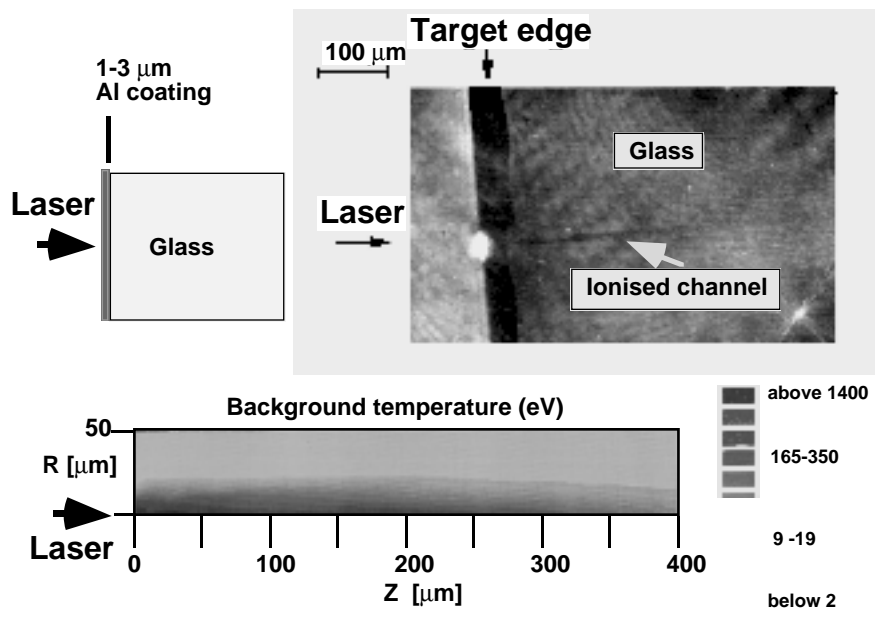 1-3 μm
Al coating
Laser
Glass
Target edge
100 μm
Glass
Laser
Ionised channel
Background temperature (eV)
50
R [μm]
Laser
0
100
200
300
400
Z [μm]
above 1400
165-350
9 -19
below 2